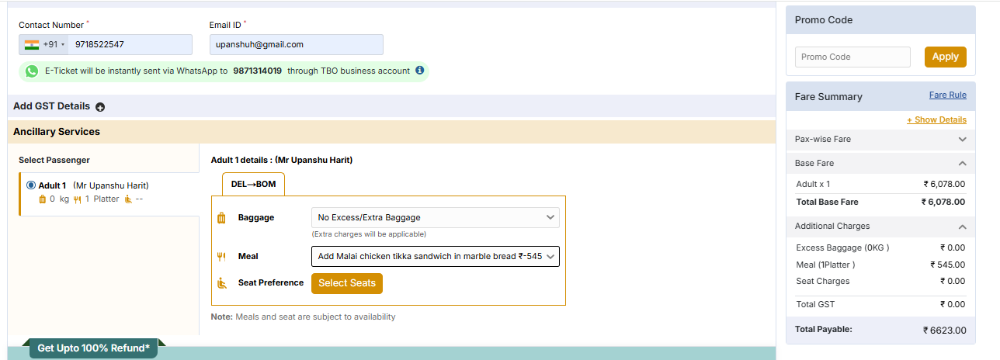 Contact Number *
Email ID *
+91
9718522547
upanshuh@gmail.com
E-Ticket will be instantly sent via WhatsApp to 9871314019 through TBO business account
Add GST Details
Ancillary Services
Select Passenger
Adult 1 (Mr Upanshu Harit)
0 kg 1 Platter --
Adult 1 details : (Mr Upanshu Harit)
DEL→BOM
Baggage
No Excess/Extra Baggage
(Extra charges will be applicable)
Meal
Add Malai chicken tikka sandwich in marble bread ₹-545
Seat Preference
Select Seats
Note: Meals and seat are subject to availability
Get Upto 100% Refund*
Promo Code
Promo Code
Apply
Fare Summary
Fare Rule
+ Show Details
Pax-wise Fare
Base Fare
Adult x 1 ₹ 6,078.00
Total Base Fare ₹ 6,078.00
Additional Charges
Excess Baggage (0KG ) ₹ 0.00
Meal (1Platter ) ₹ 545.00
Seat Charges ₹ 0.00
Total GST ₹ 0.00
Total Payable: ₹ 6623.00